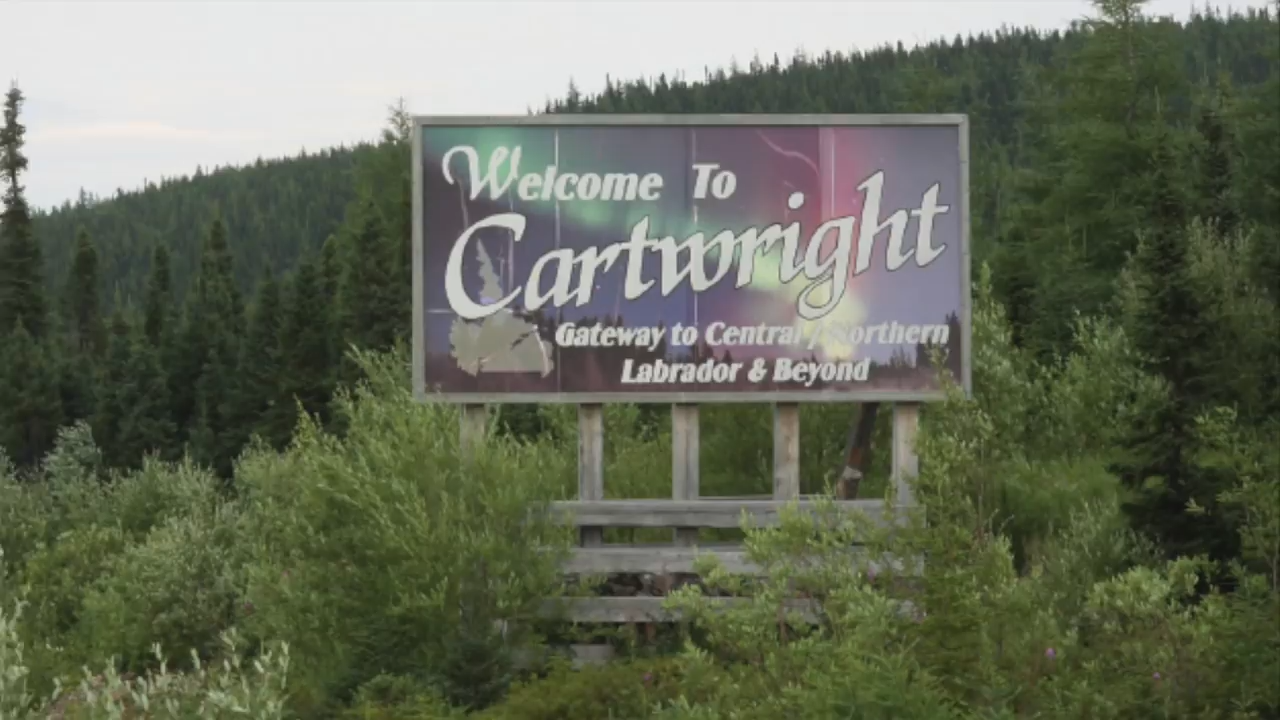 Welcome To
Cartwright
Gateway to Central / Northern
Labrador & Beyond